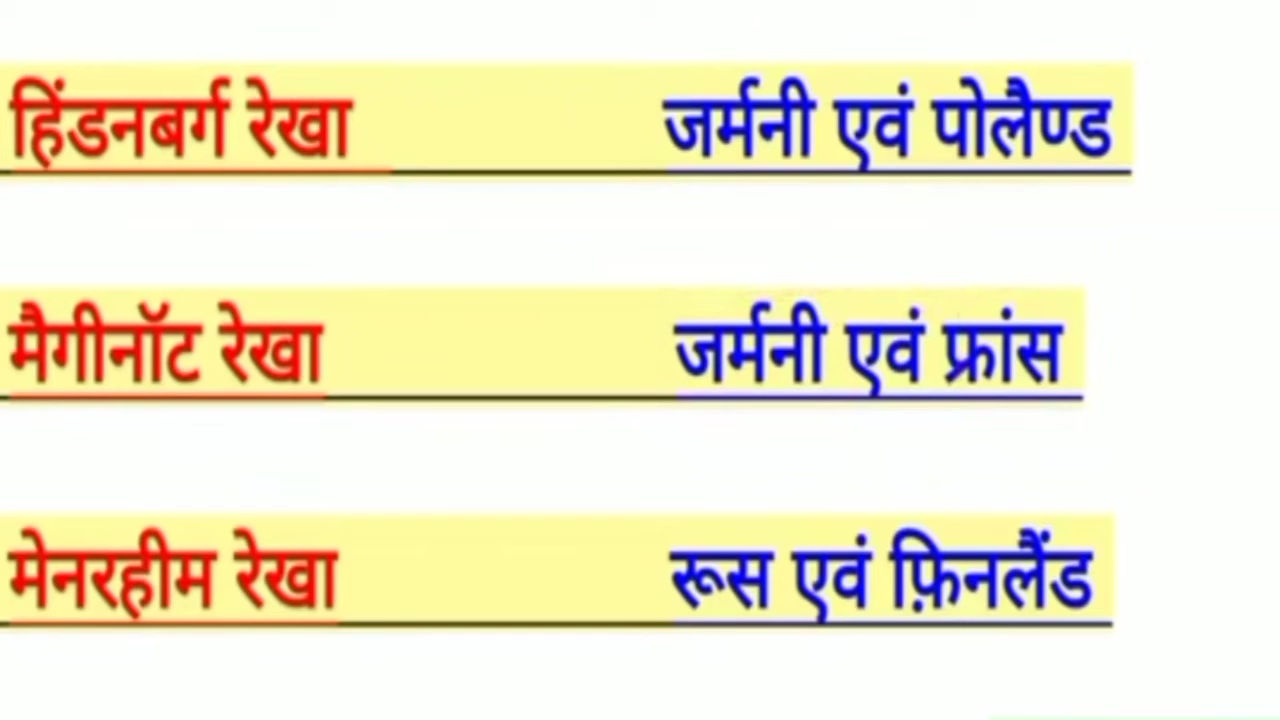 हिंडनबर्ग रेखा जर्मनी एवं पोलैण्ड
मैगीनॉट रेखा जर्मनी एवं फ्रांस
मेनरहीम रेखा रूस एवं फ़िनलैंड